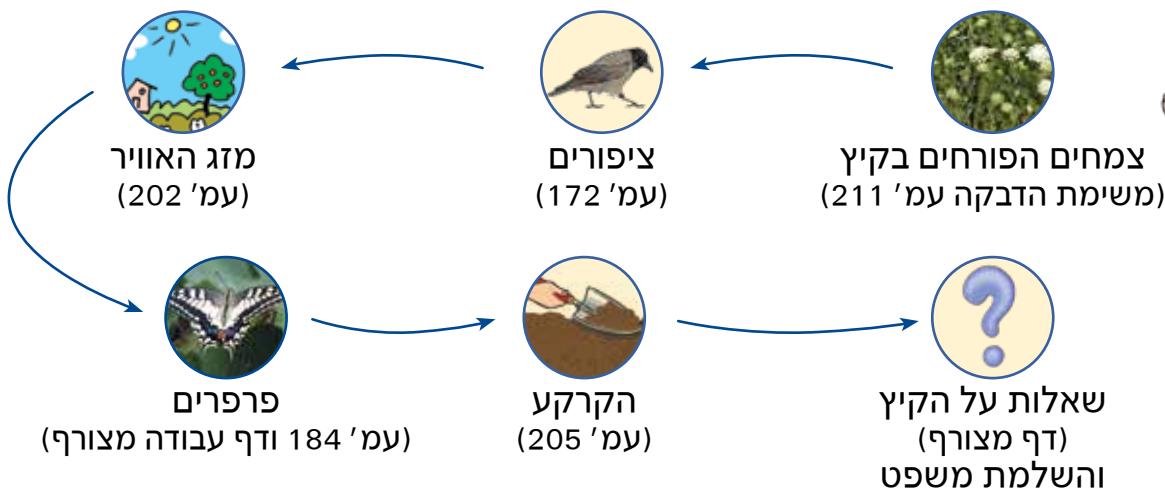 צמחים הפורחים בקיץ
(משימת הדבקה עמ' 211)
ציפורים
(עמ' 172)
מזג האוויר
(עמ' 202)
פרפרים
(עמ' 184 ודף עבודה מצורף)
הקרקע
(עמ' 205)
שאלות על הקיץ
(דף מצורף)
והשלמת משפט